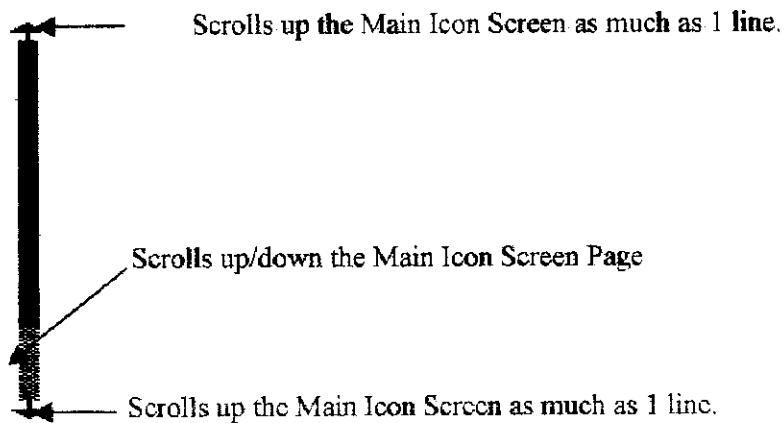 Scrolls up the Main Icon Screen as much as 1 line.
Scrolls up/down the Main Icon Screen Page
Scrolls up the Main Icon Screen as much as 1 line.